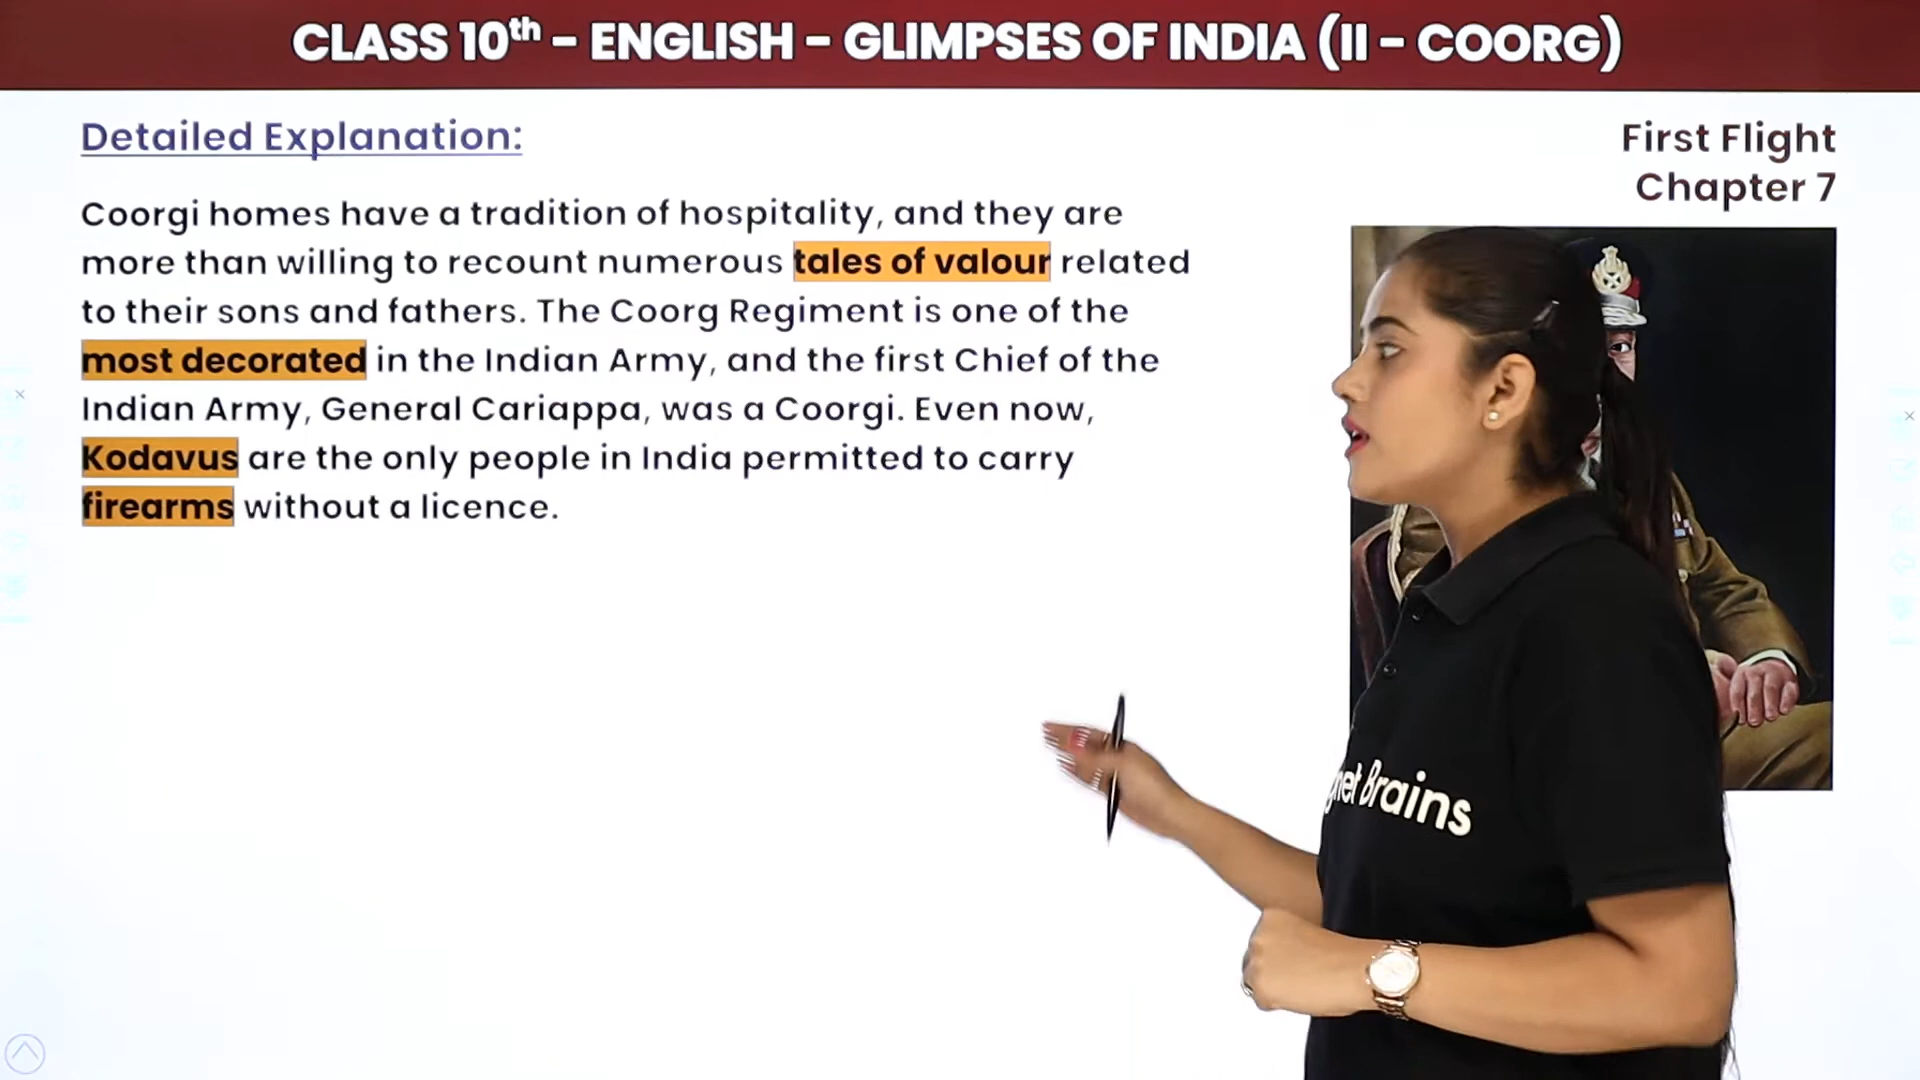 CLASS 10th - ENGLISH - GLIMPSES OF INDIA (II - COORG)
Detailed Explanation:
First Flight
Chapter 7
Coorgi homes have a tradition of hospitality, and they are
more than willing to recount numerous tales of valour related
to their sons and fathers. The Coorg Regiment is one of the
most decorated in the Indian Army, and the first Chief of the
Indian Army, General Cariappa, was a Coorgi. Even now,
Kodavus are the only people in India permitted to carry
firearms without a licence.
Brains